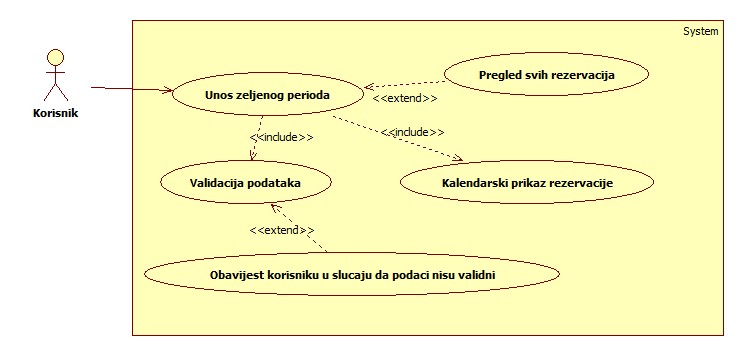 System
Pregled svih rezervacija
Unos zeljenog perioda
<<extend>>
Korisnik
<<include>>
<<include>>
Validacija podataka
Kalendarski prikaz rezervacije
<<extend>>
Obavijest korisniku u slucaju da podaci nisu validni